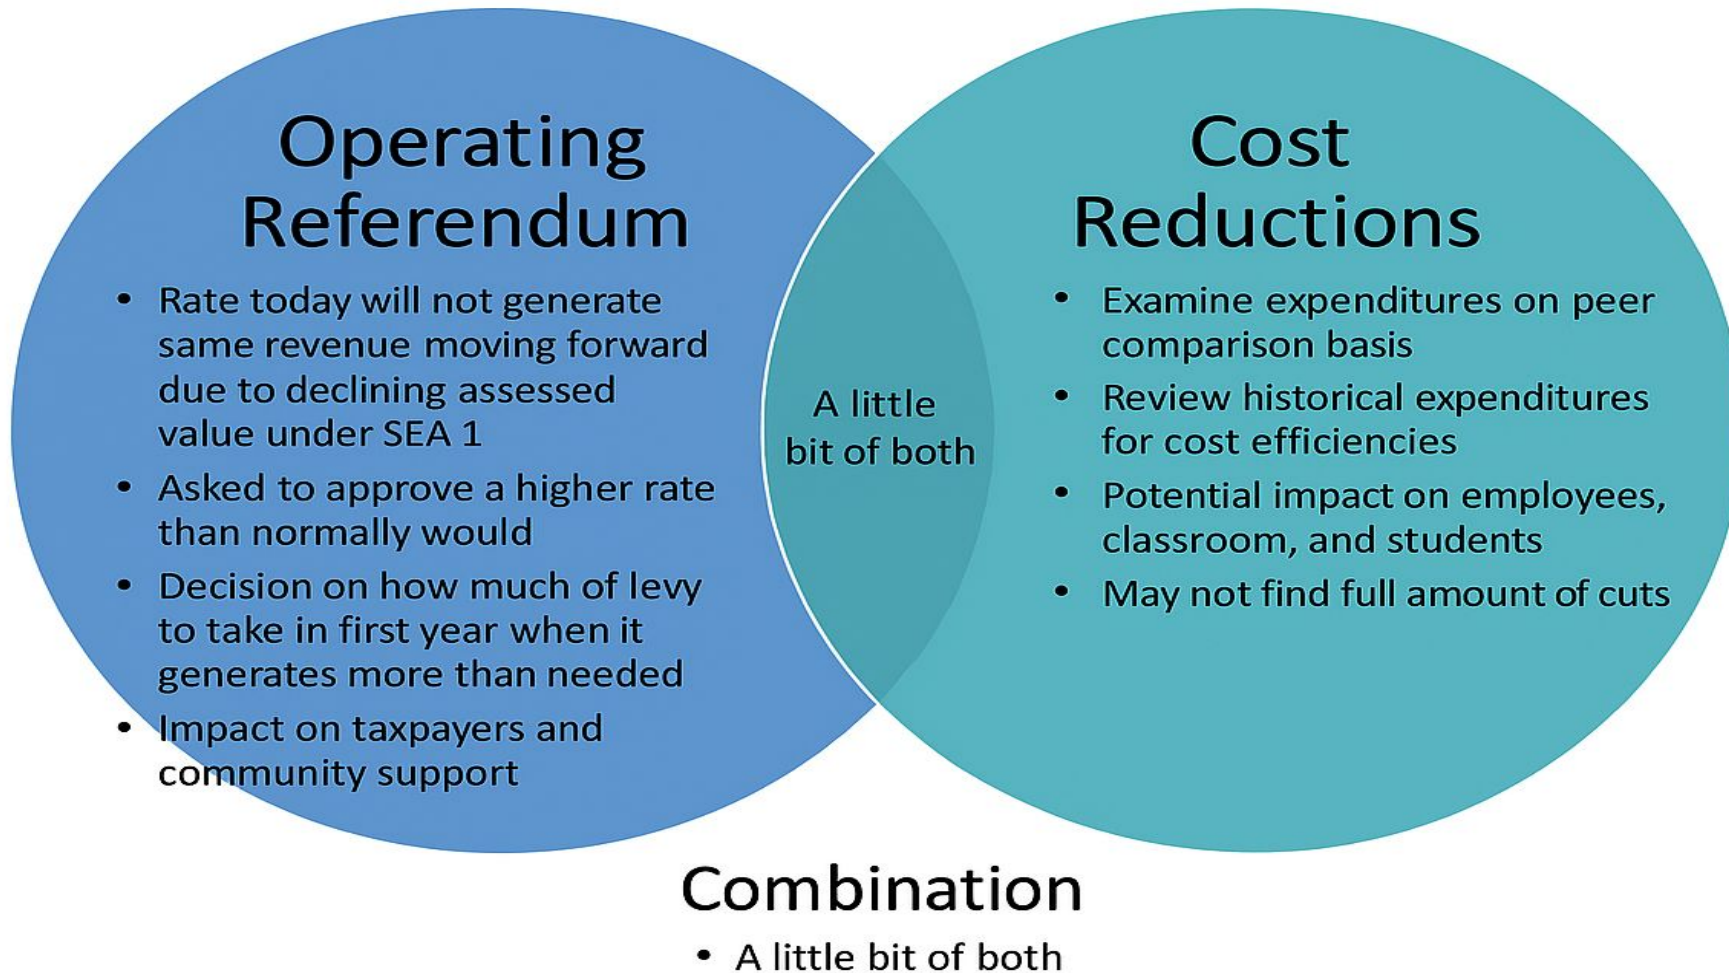 Operating
Referendum
• Rate today will not generate
same revenue moving forward
due to declining assessed
value under SEA 1
• Asked to approve a higher rate
than normally would
• Decision on how much of levy
to take in first year when it
generates more than needed
• Impact on taxpayers and
community support
A little
bit of both
Cost
Reductions
• Examine expenditures on peer
comparison basis
• Review historical expenditures
for cost efficiencies
• Potential impact on employees,
classroom, and students
• May not find full amount of cuts
Combination
• A little bit of both